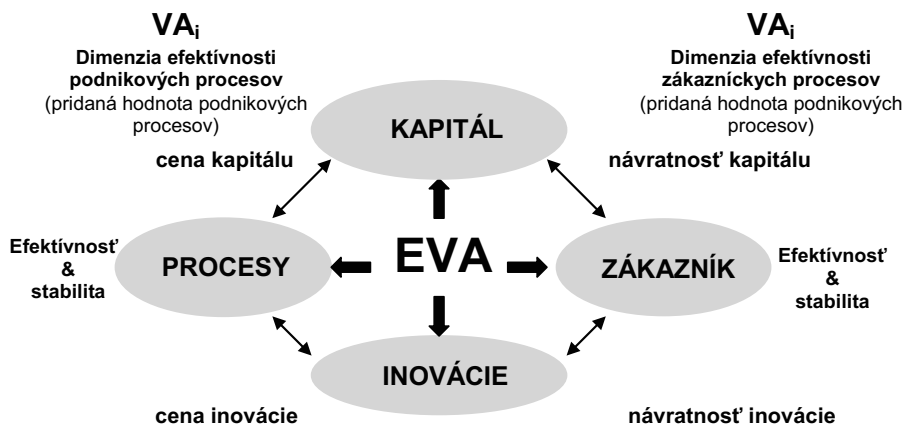 VAi
Dimenzia efektívnosti
podnikových procesov
(pridaná hodnota podnikových
procesov)
VAi
Dimenzia efektívnosti
zákazníckych procesov
(pridaná hodnota podnikových
procesov)
KAPITÁL
cena kapitálu
návratnosť kapitálu
Efektívnosť
&
stabilita
PROCESY
EVA
ZÁKAZNÍK
Efektívnosť
&
stabilita
INOVÁCIE
cena inovácie
návratnosť inovácie